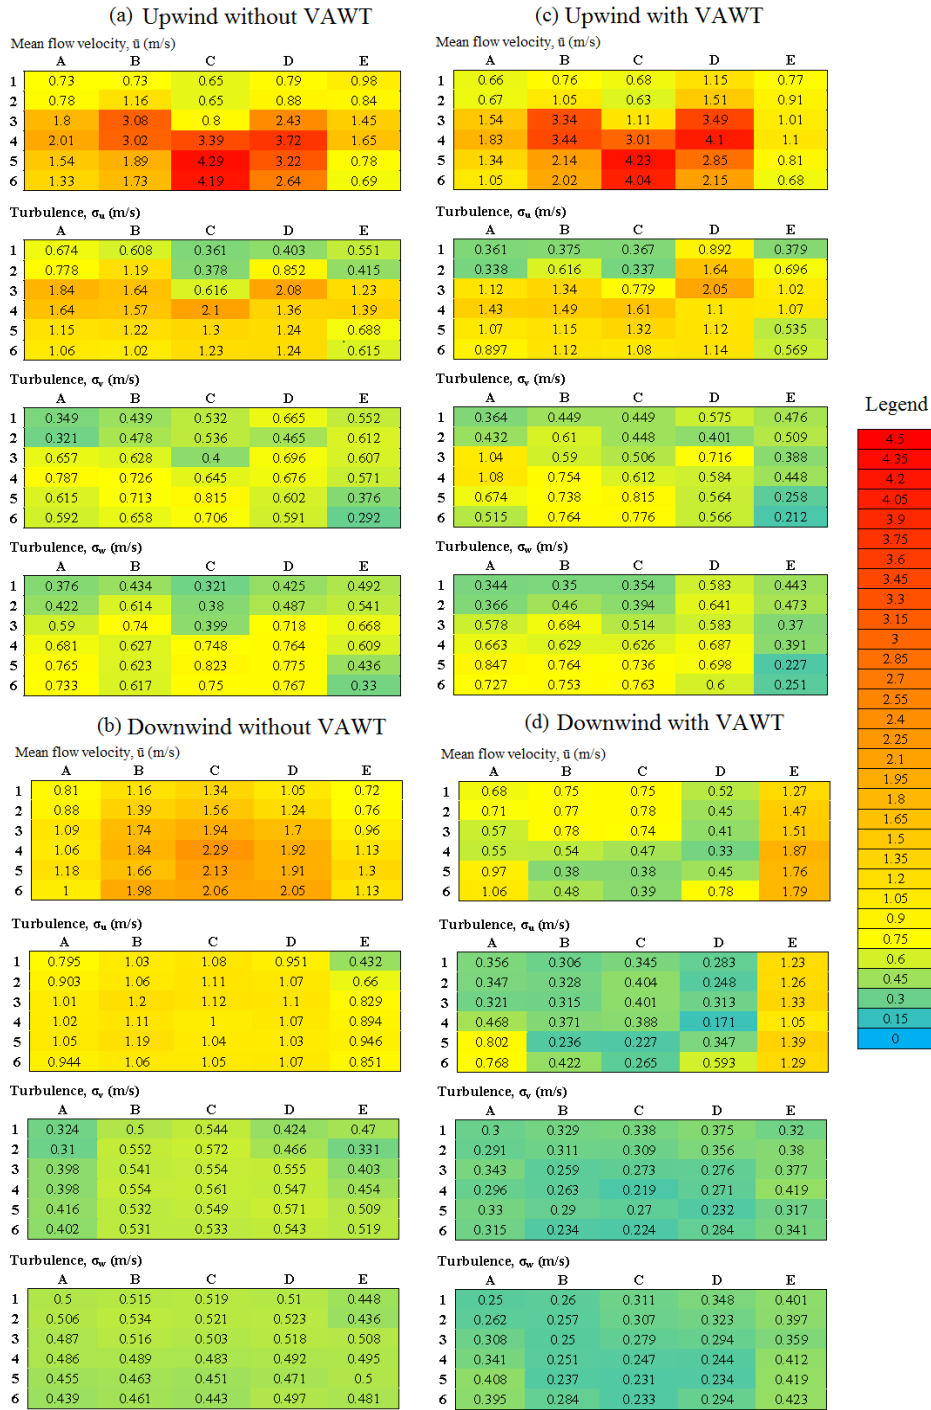 (a) Upwind without VAWT
Mean flow velocity, ū (m/s)
A B C D E
1 0.73 0.73 0.65 0.79 0.98
2 0.78 1.16 0.65 0.88 0.84
3 1.8 3.08 0.8 2.43 1.45
4 2.01 3.02 3.39 3.72 1.65
5 1.54 1.89 4.29 3.22 0.78
6 1.33 1.73 4.19 2.64 0.69
Turbulence, σu (m/s)
A B C D E
1 0.674 0.608 0.361 0.403 0.551
2 0.778 1.19 0.378 0.852 0.415
3 1.84 1.64 0.616 2.08 1.23
4 1.64 1.57 2.1 1.36 1.39
5 1.15 1.22 1.3 1.24 0.688
6 1.06 1.02 1.23 1.24 0.615
Turbulence, σv (m/s)
A B C D E
1 0.349 0.439 0.532 0.665 0.552
2 0.321 0.478 0.536 0.465 0.612
3 0.657 0.628 0.4 0.696 0.607
4 0.787 0.726 0.645 0.676 0.571
5 0.615 0.713 0.815 0.602 0.376
6 0.592 0.658 0.706 0.591 0.292
Turbulence, σw (m/s)
A B C D E
1 0.376 0.434 0.321 0.425 0.492
2 0.422 0.614 0.38 0.487 0.541
3 0.59 0.74 0.399 0.718 0.668
4 0.681 0.627 0.748 0.764 0.609
5 0.765 0.623 0.823 0.775 0.436
6 0.733 0.617 0.75 0.767 0.33
(c) Upwind with VAWT
Mean flow velocity, ū (m/s)
A B C D E
1 0.66 0.76 0.68 1.15 0.77
2 0.67 1.05 0.63 1.51 0.91
3 1.54 3.34 1.11 3.49 1.01
4 1.83 3.44 3.01 4.1 1.1
5 1.34 2.14 4.23 2.85 0.81
6 1.05 2.02 4.04 2.15 0.68
Turbulence, σu (m/s)
A B C D E
1 0.361 0.375 0.367 0.892 0.379
2 0.338 0.616 0.337 1.64 0.696
3 1.12 1.34 0.779 2.05 1.02
4 1.43 1.49 1.61 1.1 1.07
5 1.07 1.15 1.32 1.12 0.535
6 0.897 1.12 1.08 1.14 0.569
Turbulence, σv (m/s)
A B C D E
1 0.364 0.449 0.449 0.575 0.476
2 0.432 0.61 0.448 0.401 0.509
3 1.04 0.59 0.506 0.716 0.388
4 1.08 0.754 0.612 0.584 0.448
5 0.674 0.738 0.815 0.564 0.258
6 0.515 0.764 0.776 0.566 0.212
Turbulence, σw (m/s)
A B C D E
1 0.344 0.35 0.354 0.583 0.443
2 0.366 0.46 0.394 0.641 0.473
3 0.578 0.684 0.514 0.583 0.37
4 0.663 0.629 0.626 0.687 0.391
5 0.847 0.764 0.736 0.698 0.227
6 0.727 0.753 0.763 0.6 0.251
(b) Downwind without VAWT
Mean flow velocity, ū (m/s)
A B C D E
1 0.81 1.16 1.34 1.05 0.72
2 0.88 1.39 1.56 1.24 0.76
3 1.09 1.74 1.94 1.7 0.96
4 1.06 1.84 2.29 1.92 1.13
5 1.18 1.66 2.13 1.91 1.3
6 1 1.98 2.06 2.05 1.13
Turbulence, σu (m/s)
A B C D E
1 0.795 1.03 1.08 0.951 0.432
2 0.903 1.06 1.11 1.07 0.66
3 1.01 1.2 1.12 1.1 0.829
4 1.02 1.11 1 1.07 0.894
5 1.05 1.19 1.04 1.03 0.946
6 0.944 1.06 1.05 1.07 0.851
Turbulence, σv (m/s)
A B C D E
1 0.324 0.5 0.544 0.424 0.47
2 0.31 0.552 0.572 0.466 0.331
3 0.398 0.541 0.554 0.555 0.403
4 0.398 0.554 0.561 0.547 0.454
5 0.416 0.532 0.549 0.571 0.509
6 0.402 0.531 0.533 0.543 0.519
Turbulence, σw (m/s)
A B C D E
1 0.5 0.515 0.519 0.51 0.448
2 0.506 0.534 0.521 0.523 0.436
3 0.487 0.516 0.503 0.518 0.508
4 0.486 0.489 0.483 0.492 0.495
5 0.455 0.463 0.451 0.471 0.5
6 0.439 0.461 0.443 0.497 0.481
(d) Downwind with VAWT
Mean flow velocity, ū (m/s)
A B C D E
1 0.68 0.75 0.75 0.52 1.27
2 0.71 0.77 0.78 0.45 1.47
3 0.57 0.78 0.74 0.41 1.51
4 0.55 0.54 0.47 0.33 1.87
5 0.97 0.38 0.38 0.45 1.76
6 1.06 0.48 0.39 0.78 1.79
Turbulence, σu (m/s)
A B C D E
1 0.356 0.306 0.345 0.283 1.23
2 0.347 0.328 0.404 0.248 1.26
3 0.321 0.315 0.401 0.313 1.33
4 0.468 0.371 0.388 0.171 1.05
5 0.802 0.236 0.227 0.347 1.39
6 0.768 0.422 0.265 0.593 1.29
Turbulence, σv (m/s)
A B C D E
1 0.3 0.329 0.338 0.375 0.32
2 0.291 0.311 0.309 0.356 0.38
3 0.343 0.259 0.273 0.276 0.377
4 0.296 0.263 0.219 0.271 0.419
5 0.33 0.29 0.27 0.232 0.317
6 0.315 0.234 0.224 0.284 0.341
Turbulence, σw (m/s)
A B C D E
1 0.25 0.26 0.311 0.348 0.401
2 0.262 0.257 0.307 0.323 0.397
3 0.308 0.25 0.279 0.294 0.359
4 0.341 0.251 0.247 0.244 0.412
5 0.408 0.237 0.231 0.234 0.419
6 0.395 0.284 0.233 0.294 0.423
Legend
4.5
4.35
4.2
4.05
3.9
3.75
3.6
3.45
3.3
3.15
3
2.85
2.7
2.55
2.4
2.25
2.1
1.95
1.8
1.65
1.5
1.35
1.2
1.05
0.9
0.75
0.6
0.45
0.3
0.15
0